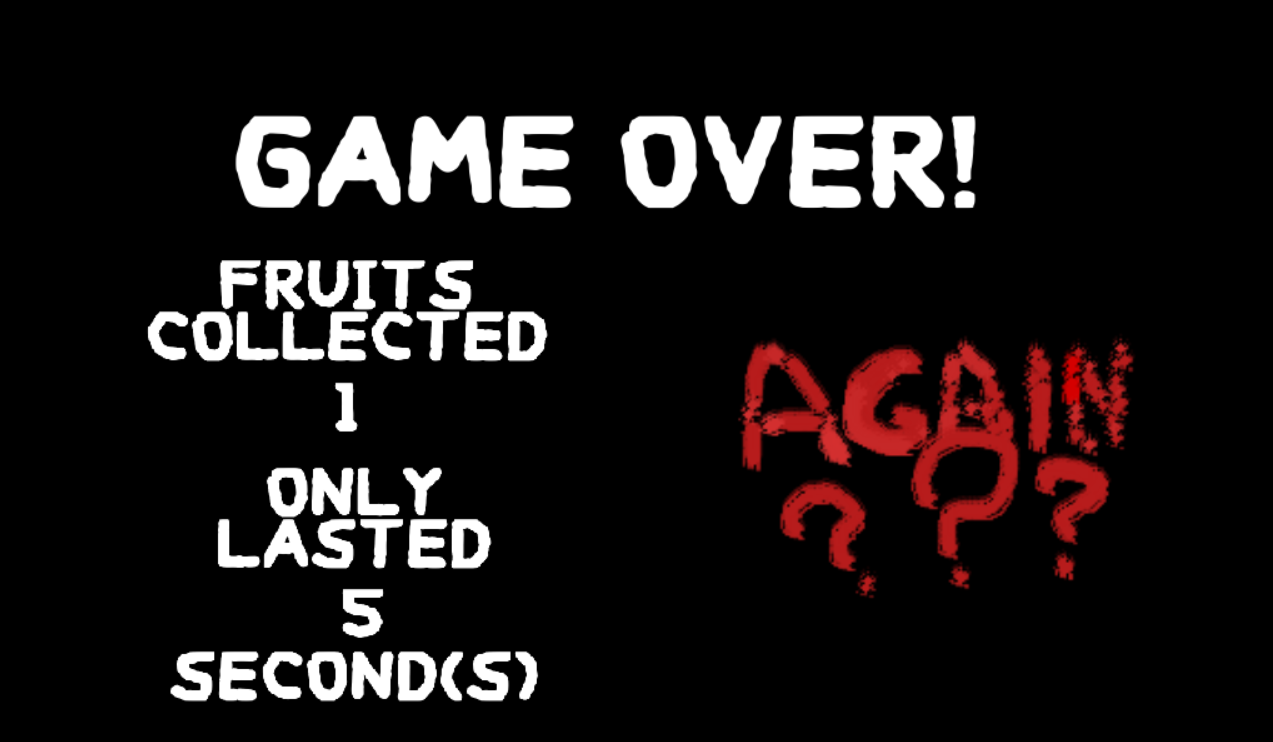 GAME OVER!
FRUITS
COLLECTED
1
ONLY
LASTED
5
SECOND(S)
AGAIN
???